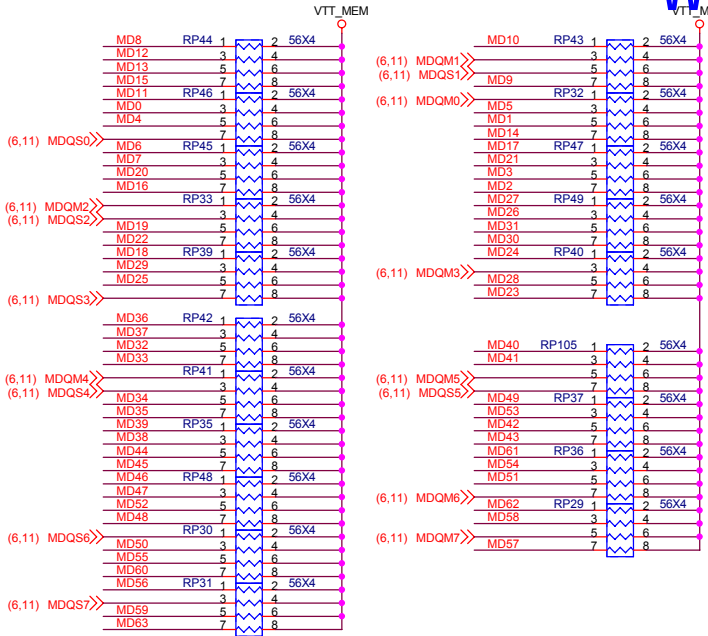 VTT_MEM
MD8 RP44 1 2 56X4
MD12 3 4
MD13 5 6
MD15 7 8
MD11 RP46 1 2 56X4
MD0 3 4
MD4 5 6
(6,11) MDQS0 7 8
MD6 RP45 1 2 56X4
MD7 3 4
MD20 5 6
MD16 7 8
(6,11) MDQM2 RP33 1 2 56X4
(6,11) MDQS2 3 4
MD19 5 6
MD22 7 8
MD18 RP39 1 2 56X4
MD29 3 4
MD25 5 6
(6,11) MDQS3 7 8
MD36 RP42 1 2 56X4
MD37 3 4
MD32 5 6
MD33 7 8
(6,11) MDQM4 RP41 1 2 56X4
(6,11) MDQS4 3 4
MD34 5 6
MD35 7 8
MD39 RP35 1 2 56X4
MD38 3 4
MD44 5 6
MD45 7 8
MD46 RP48 1 2 56X4
MD47 3 4
MD52 5 6
MD48 7 8
(6,11) MDQS6 RP30 1 2 56X4
MD50 3 4
MD55 5 6
MD60 7 8
MD56 RP31 1 2 56X4
(6,11) MDQS7 3 4
MD59 5 6
MD63 7 8
VTT_M
MD10 RP43 1 2 56X4
(6,11) MDQM1 3 4
(6,11) MDQS1 5 6
MD9 7 8
(6,11) MDQM0 RP32 1 2 56X4
MD5 3 4
MD1 5 6
MD14 7 8
MD17 RP47 1 2 56X4
MD21 3 4
MD3 5 6
MD2 7 8
MD27 RP49 1 2 56X4
MD26 3 4
MD31 5 6
MD30 7 8
MD24 RP40 1 2 56X4
(6,11) MDQM3 3 4
MD28 5 6
MD23 7 8
MD40 RP105 1 2 56X4
MD41 3 4
(6,11) MDQM5 5 6
(6,11) MDQS5 7 8
MD49 RP37 1 2 56X4
MD53 3 4
MD42 5 6
MD43 7 8
MD61 RP36 1 2 56X4
MD54 3 4
MD51 5 6
(6,11) MDQM6 7 8
MD62 RP29 1 2 56X4
MD58 3 4
(6,11) MDQM7 5 6
MD57 7 8